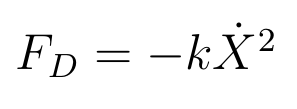 $F_D = -k\dot{X}^2$